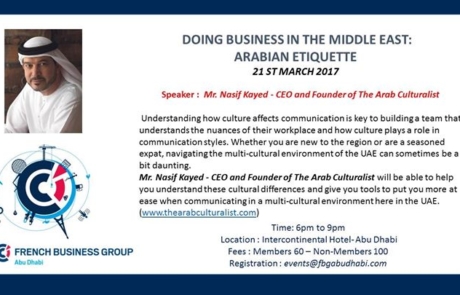 DOING BUSINESS IN THE MIDDLE EAST:
ARABIAN ETIQUETTE
21 ST MARCH 2017
Speaker : Mr. Nasif Kayed - CEO and Founder of The Arab Culturalist
Understanding how culture affects communication is key to building a team that
understands the nuances of their workplace and how culture plays a role in
communication styles. Whether you are new to the region or are a seasoned
expat, navigating the multi-cultural environment of the UAE can sometimes be a
bit daunting.
Mr. Nasif Kayed - CEO and Founder of The Arab Culturalist will be able to help
you understand these cultural differences and give you tools to put you more at
ease when communicating in a multi-cultural environment here in the UAE.
(www.thearabculturalist.com)
Time: 6pm to 9pm
Location : Intercontinental Hotel- Abu Dhabi
Fees : Members 60 – Non-Members 100
Registration : events@fbgabudhabi.com
CCI FRENCH BUSINESS GROUP
Abu Dhabi